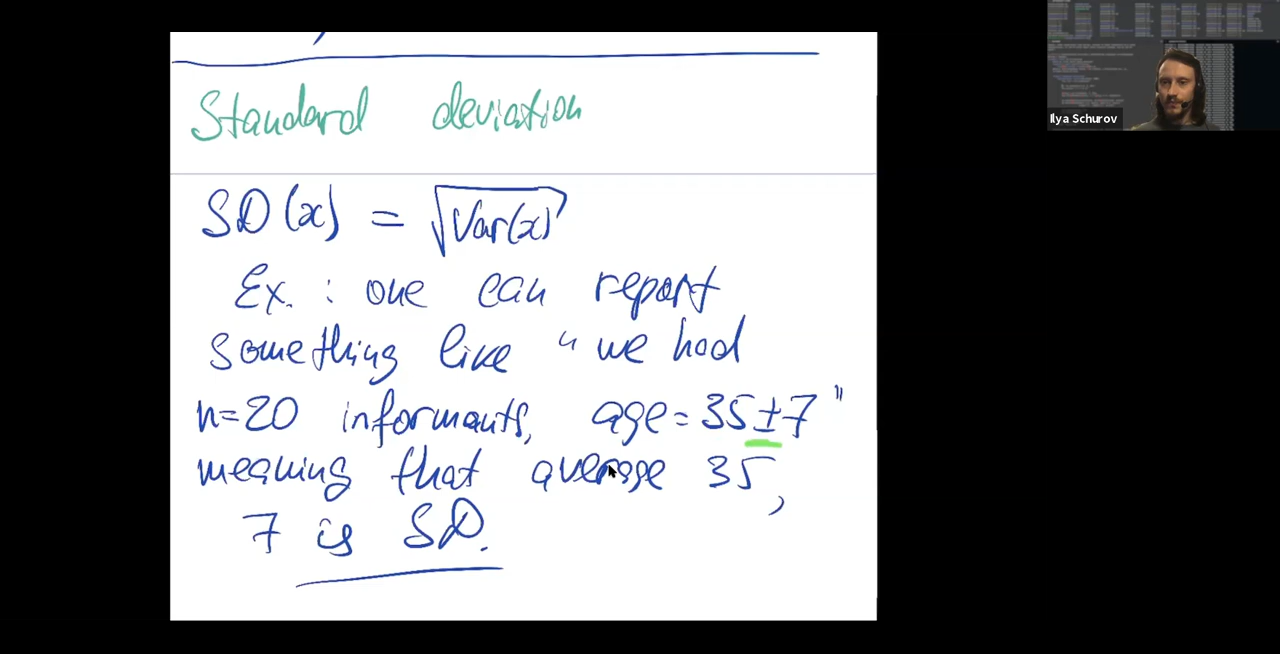 Standard deviation
SD(x) = √Var(x)
Ex. : one can report
something like "we had
n=20 informants, age = 35±7"
meaning that average 35,
7 is SD.
Ilya Schurov